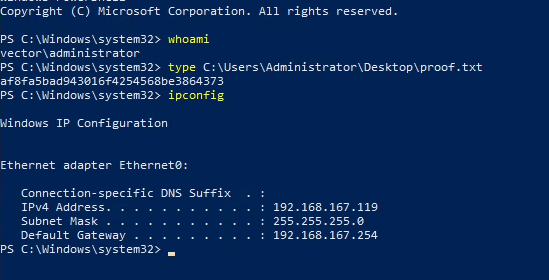 Copyright (C) Microsoft Corporation. All rights reserved.
PS C:\Windows\system32> whoami
vector\administrator
PS C:\Windows\system32> type C:\Users\Administrator\Desktop\proof.txt
af8fa5bad943016f4254568be3864373
PS C:\Windows\system32> ipconfig
Windows IP Configuration
Ethernet adapter Ethernet0:
Connection-specific DNS Suffix . :
IPv4 Address. . . . . . . . . . . : 192.168.167.119
Subnet Mask . . . . . . . . . . . : 255.255.255.0
Default Gateway . . . . . . . . . : 192.168.167.254
PS C:\Windows\system32>